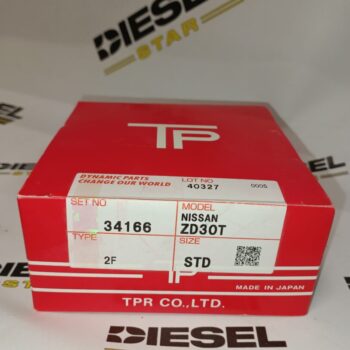 DIESEL
STAR
TP
DYNAMIC PARTS
CHANGE OUR WORLD
LOT NO
40327
0005
SET NO.
34166
MODEL
NISSAN
ZD30T
TYPE
2F
SIZE
STD
TP
MADE IN JAPAN
TPR CO.,LTD.
DIESEL